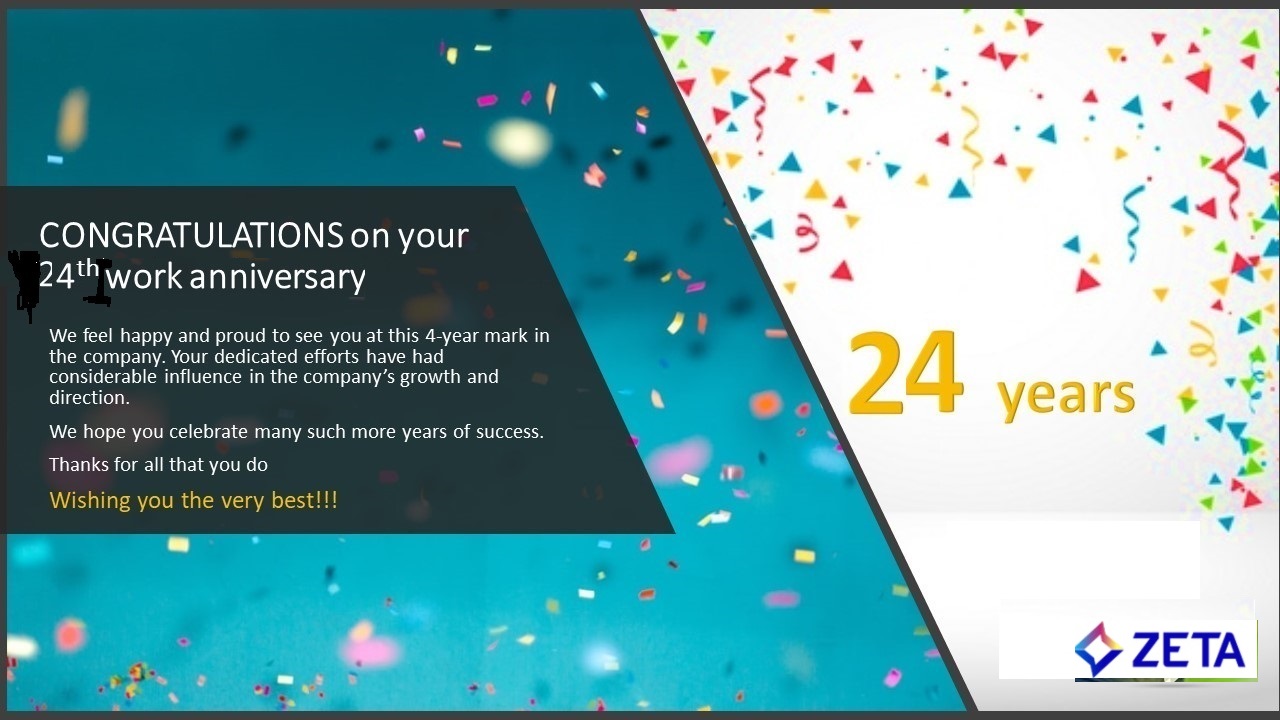 CONGRATULATIONS on your
24th work anniversary
We feel happy and proud to see you at this 4-year mark in
the company. Your dedicated efforts have had
considerable influence in the company’s growth and
direction.
We hope you celebrate many such more years of success.
Thanks for all that you do
Wishing you the very best!!!
24 years
ZETA